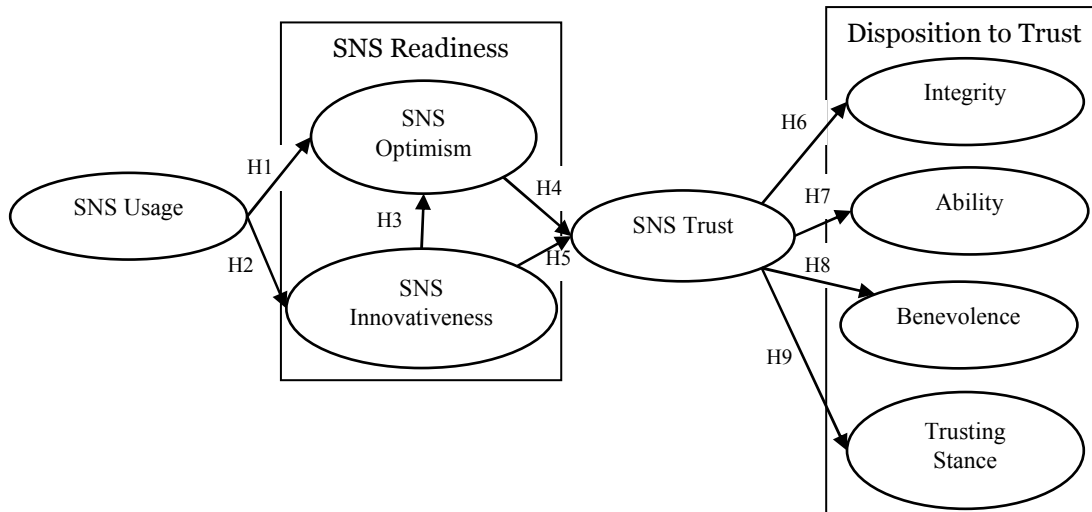 SNS Readiness
Disposition to Trust
SNS
Optimism
SNS
Innovativeness
SNS Usage
SNS Trust
Integrity
Ability
Benevolence
Trusting
Stance
H1
H2
H3
H4
H5
H6
H7
H8
H9